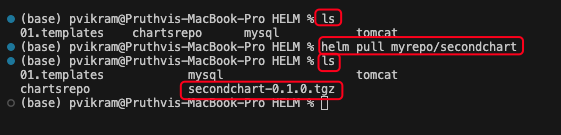 (base) pvikram@Pruthvis-MacBook-Pro HELM % ls
01.templates chartsrepo mysql tomcat
(base) pvikram@Pruthvis-MacBook-Pro HELM % helm pull myrepo/secondchart
(base) pvikram@Pruthvis-MacBook-Pro HELM % ls
01.templates mysql tomcat
chartsrepo secondchart-0.1.0.tgz
(base) pvikram@Pruthvis-MacBook-Pro HELM %